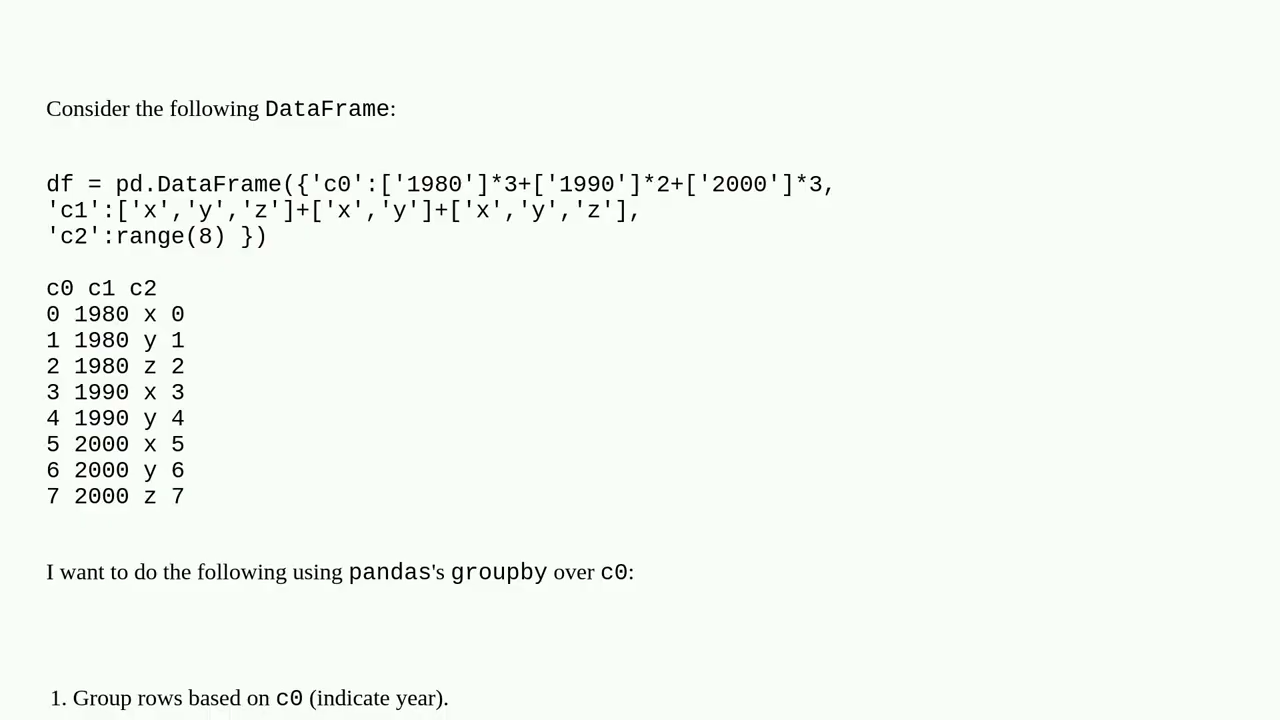 Consider the following DataFrame:
df = pd.DataFrame({'c0':['1980']*3+['1990']*2+['2000']*3,
'c1':['x','y','z']+['x','y']+['x','y','z'],
'c2':range(8) })
c0 c1 c2
0 1980 x 0
1 1980 y 1
2 1980 z 2
3 1990 x 3
4 1990 y 4
5 2000 x 5
6 2000 y 6
7 2000 z 7
I want to do the following using pandas's groupby over c0:
1. Group rows based on c0 (indicate year).